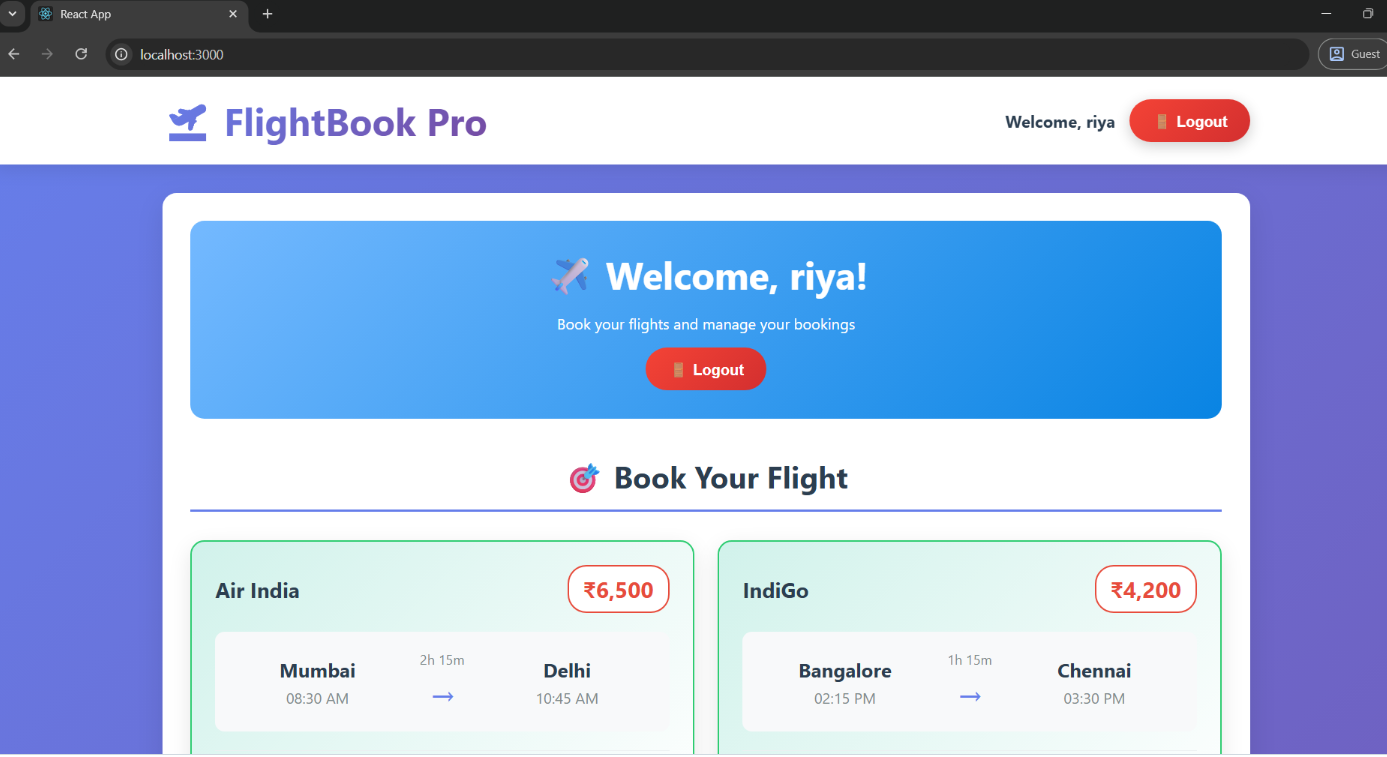 React App
localhost:3000
Guest
FlightBook Pro
Welcome, riya
Logout
Welcome, riya!
Book your flights and manage your bookings
Logout
Book Your Flight
Air India
₹6,500
Mumbai
08:30 AM
2h 15m
→
Delhi
10:45 AM
IndiGo
₹4,200
Bangalore
02:15 PM
1h 15m
→
Chennai
03:30 PM